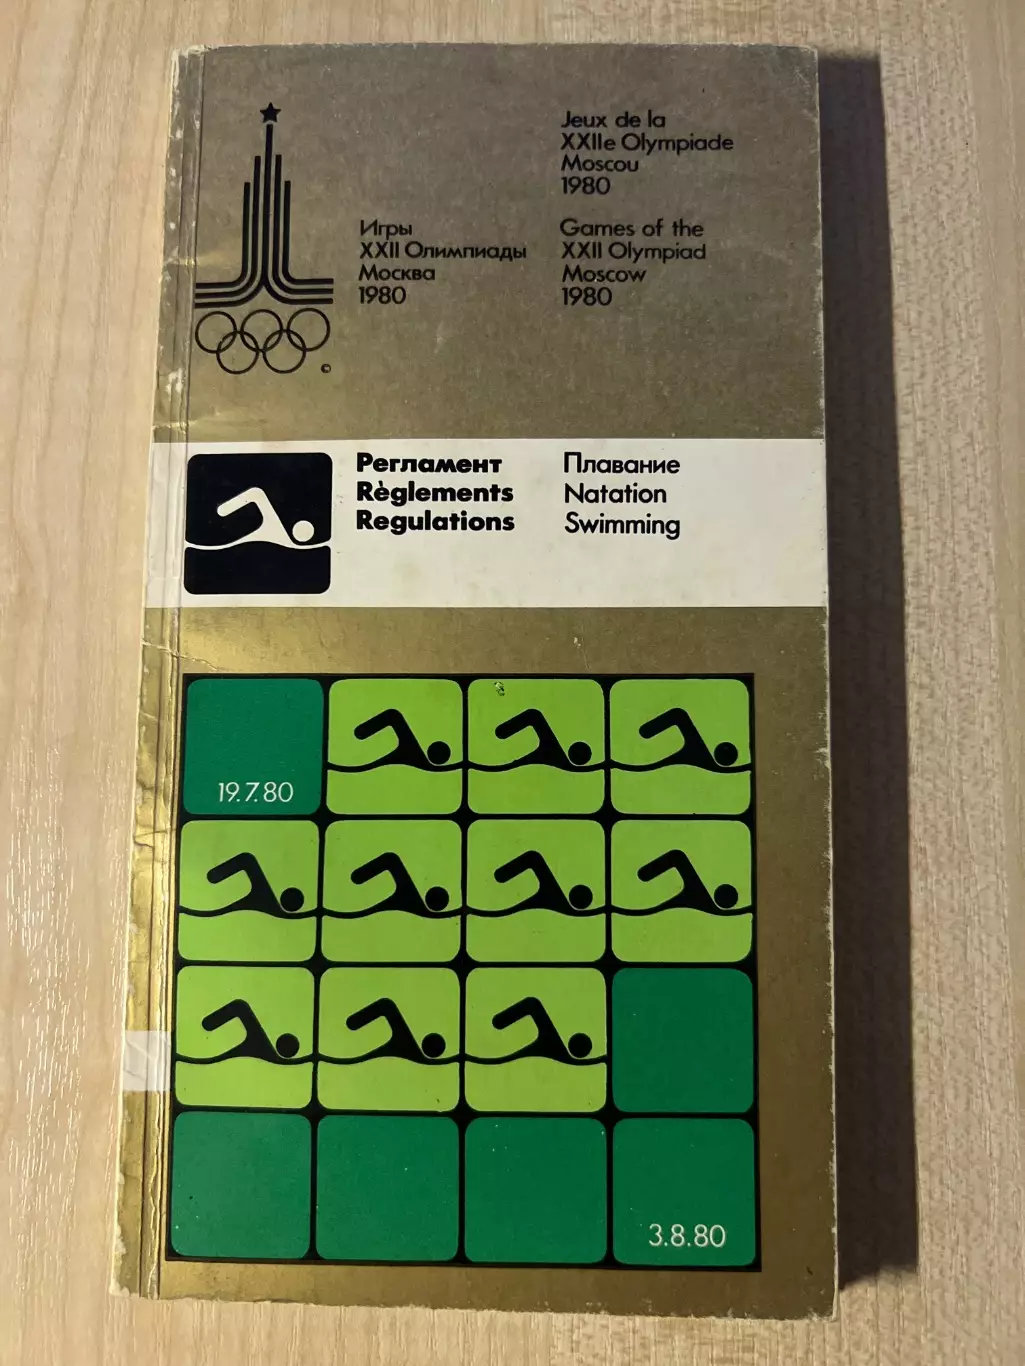 Jeux de la
XXIIe Olympiade
Moscou
1980
Игры
XXII Олимпиады
Москва
1980
Games of the
XXII Olympiad
Moscow
1980
©
Регламент
Règlements
Regulations
Плавание
Natation
Swimming
19.7.80
3.8.80